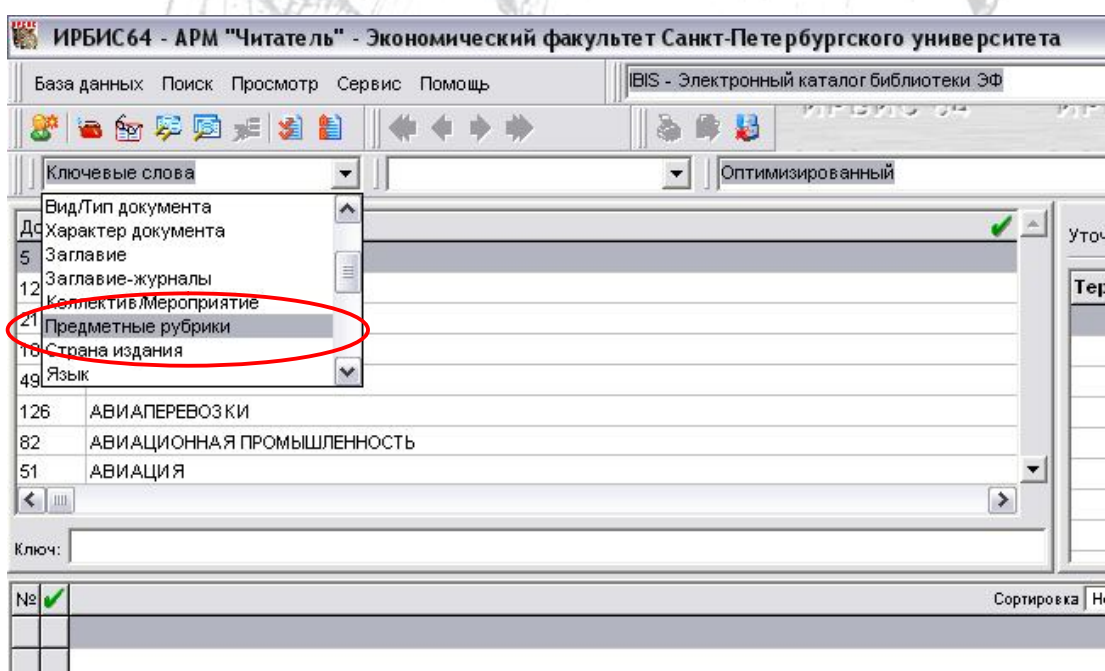 ИРБИС64 - АРМ "Читатель" - Экономический факультет Санкт-Петербургского университета
База данных Поиск Просмотр Сервис Помощь
IBIS - Электронный каталог библиотеки ЭФ
Ключевые слова
Оптимизированный
Вид/Тип документа
Характер документа
Заглавие
Заглавие-журналы
Коллектив/Мероприятие
Предметные рубрики
Страна издания
Язык
5
12
21
18
49
126 АВИАПЕРЕВОЗКИ
82 АВИАЦИОННАЯ ПРОМЫШЛЕННОСТЬ
51 АВИАЦИЯ
Ключ:
№
Сортировка